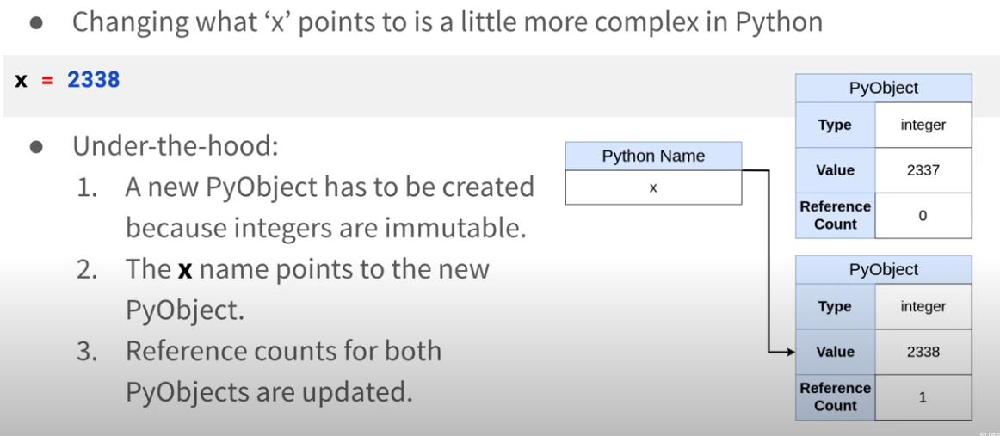 ● Changing what ‘x’ points to is a little more complex in Python
x = 2338
● Under-the-hood:
1. A new PyObject has to be created
because integers are immutable.
2. The x name points to the new
PyObject.
3. Reference counts for both
PyObjects are updated.
Python Name
x
PyObject
Type integer
Value 2337
Reference
Count 0
PyObject
Type integer
Value 2338
Reference
Count 1